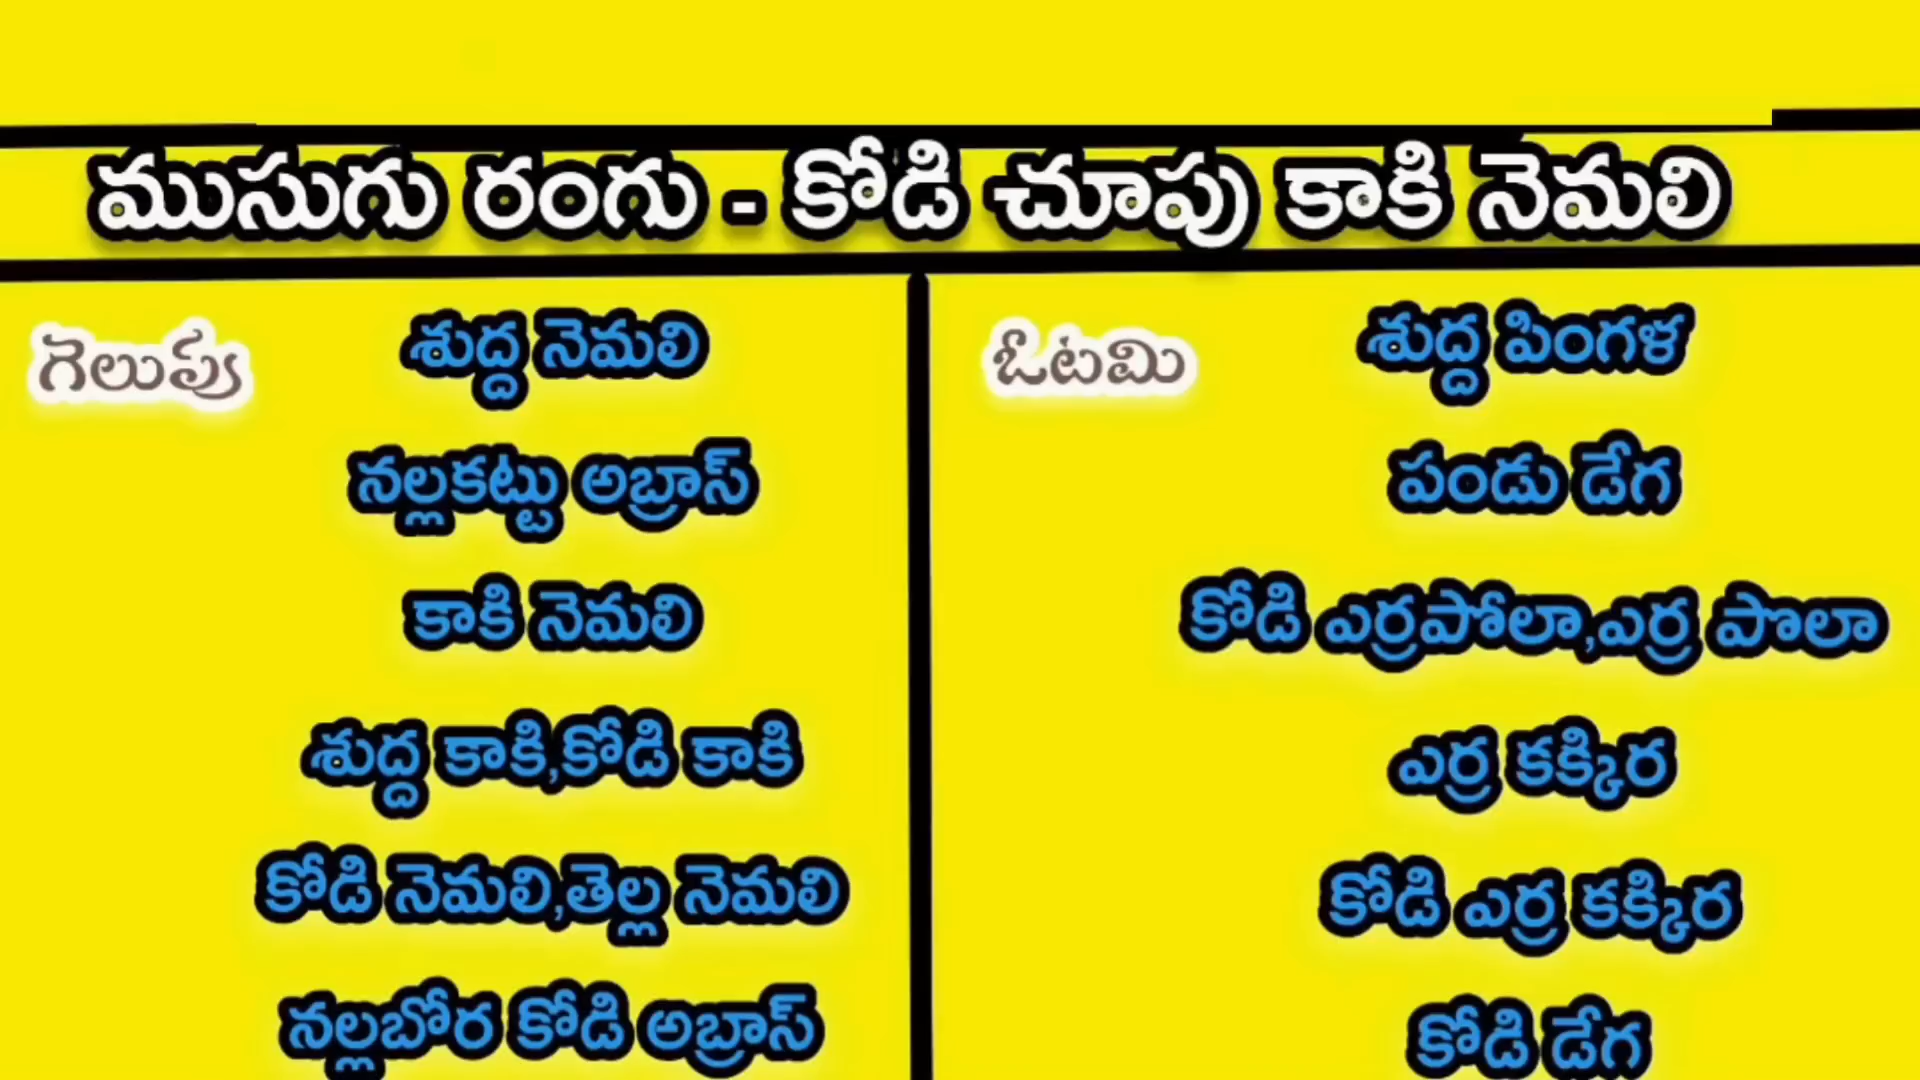 ముసుగు రంగు - కోడి చూపు కాకి నెమలి
గెలుపు
శుద్ద నెమలి
నల్లకట్టు అబ్రాస్
కాకి నెమలి
శుద్ద కాకి,కోడి కాకి
కోడి నెమలి,తెల్ల నెమలి
నల్లబోర కోడి అబ్రాస్
ఓటమి
శుద్ద పింగళ
పండు డేగ
కోడి ఎర్రపోలా,ఎర్ర పొలా
ఎర్ర కక్కిర
కోడి ఎర్ర కక్కిర
కోడి డేగ